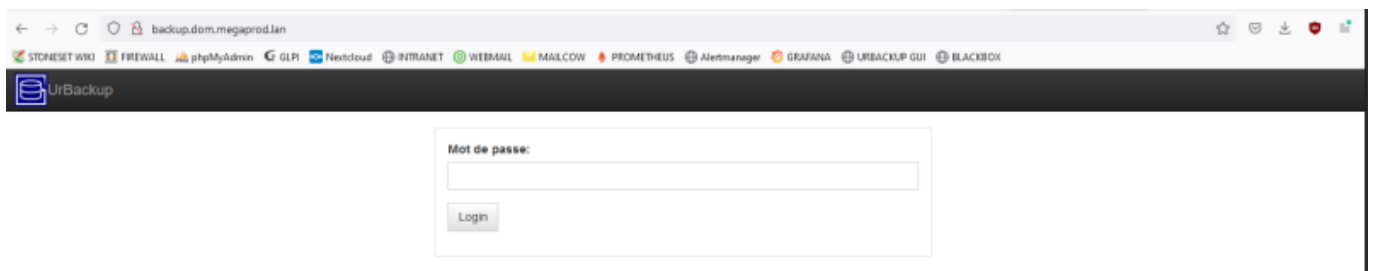 backup.dom.megaprod.lan
STONESET WIKI FIREWALL phpMyAdmin GLPI Nextcloud INTRANET WEBMAIL MAILCOW PROMETHEUS Alertmanager GRAFANA URBACKUP GUI BLACKBOX
UrBackup
Mot de passe:
Login